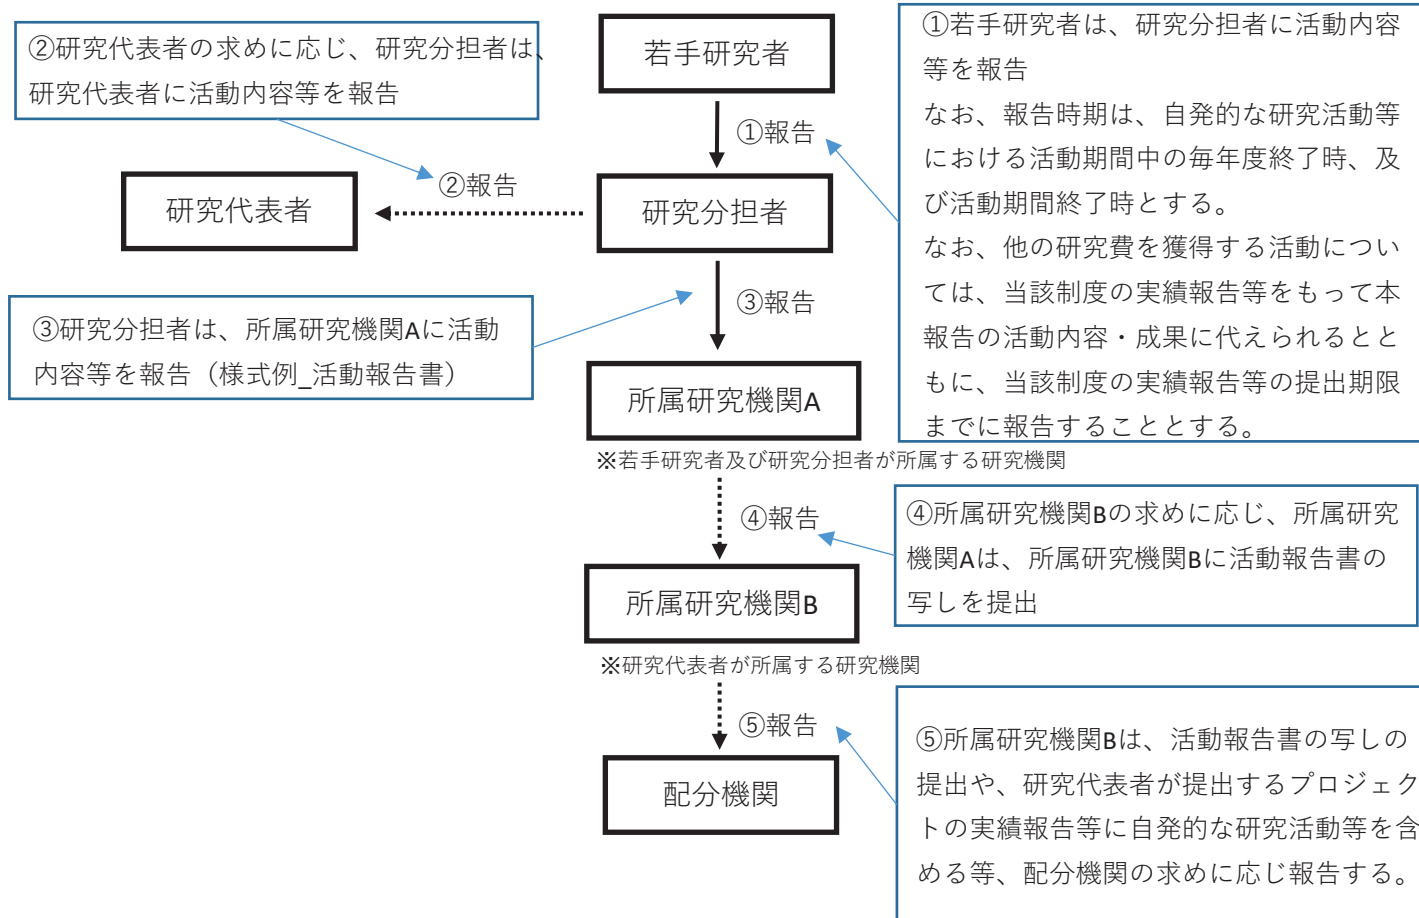 ②研究代表者の求めに応じ、研究分担者は、
研究代表者に活動内容等を報告
若手研究者
①若手研究者は、研究分担者に活動内容
等を報告
なお、報告時期は、自発的な研究活動等
における活動期間中の毎年度終了時、及
び活動期間終了時とする。
なお、他の研究費を獲得する活動につい
ては、当該制度の実績報告等をもって本
報告の活動内容・成果に代えられるとと
もに、当該制度の実績報告等の提出期限
までに報告することとする。
①報告
②報告
研究代表者
研究分担者
③報告
③研究分担者は、所属研究機関Aに活動
内容等を報告（様式例_活動報告書）
所属研究機関A
※若手研究者及び研究分担者が所属する研究機関
④報告
④所属研究機関Bの求めに応じ、所属研究
機関Aは、所属研究機関Bに活動報告書の
写しを提出
所属研究機関B
※研究代表者が所属する研究機関
⑤報告
⑤所属研究機関Bは、活動報告書の写しの
提出や、研究代表者が提出するプロジェク
トの実績報告等に自発的な研究活動等を含
める等、配分機関の求めに応じ報告する。
配分機関